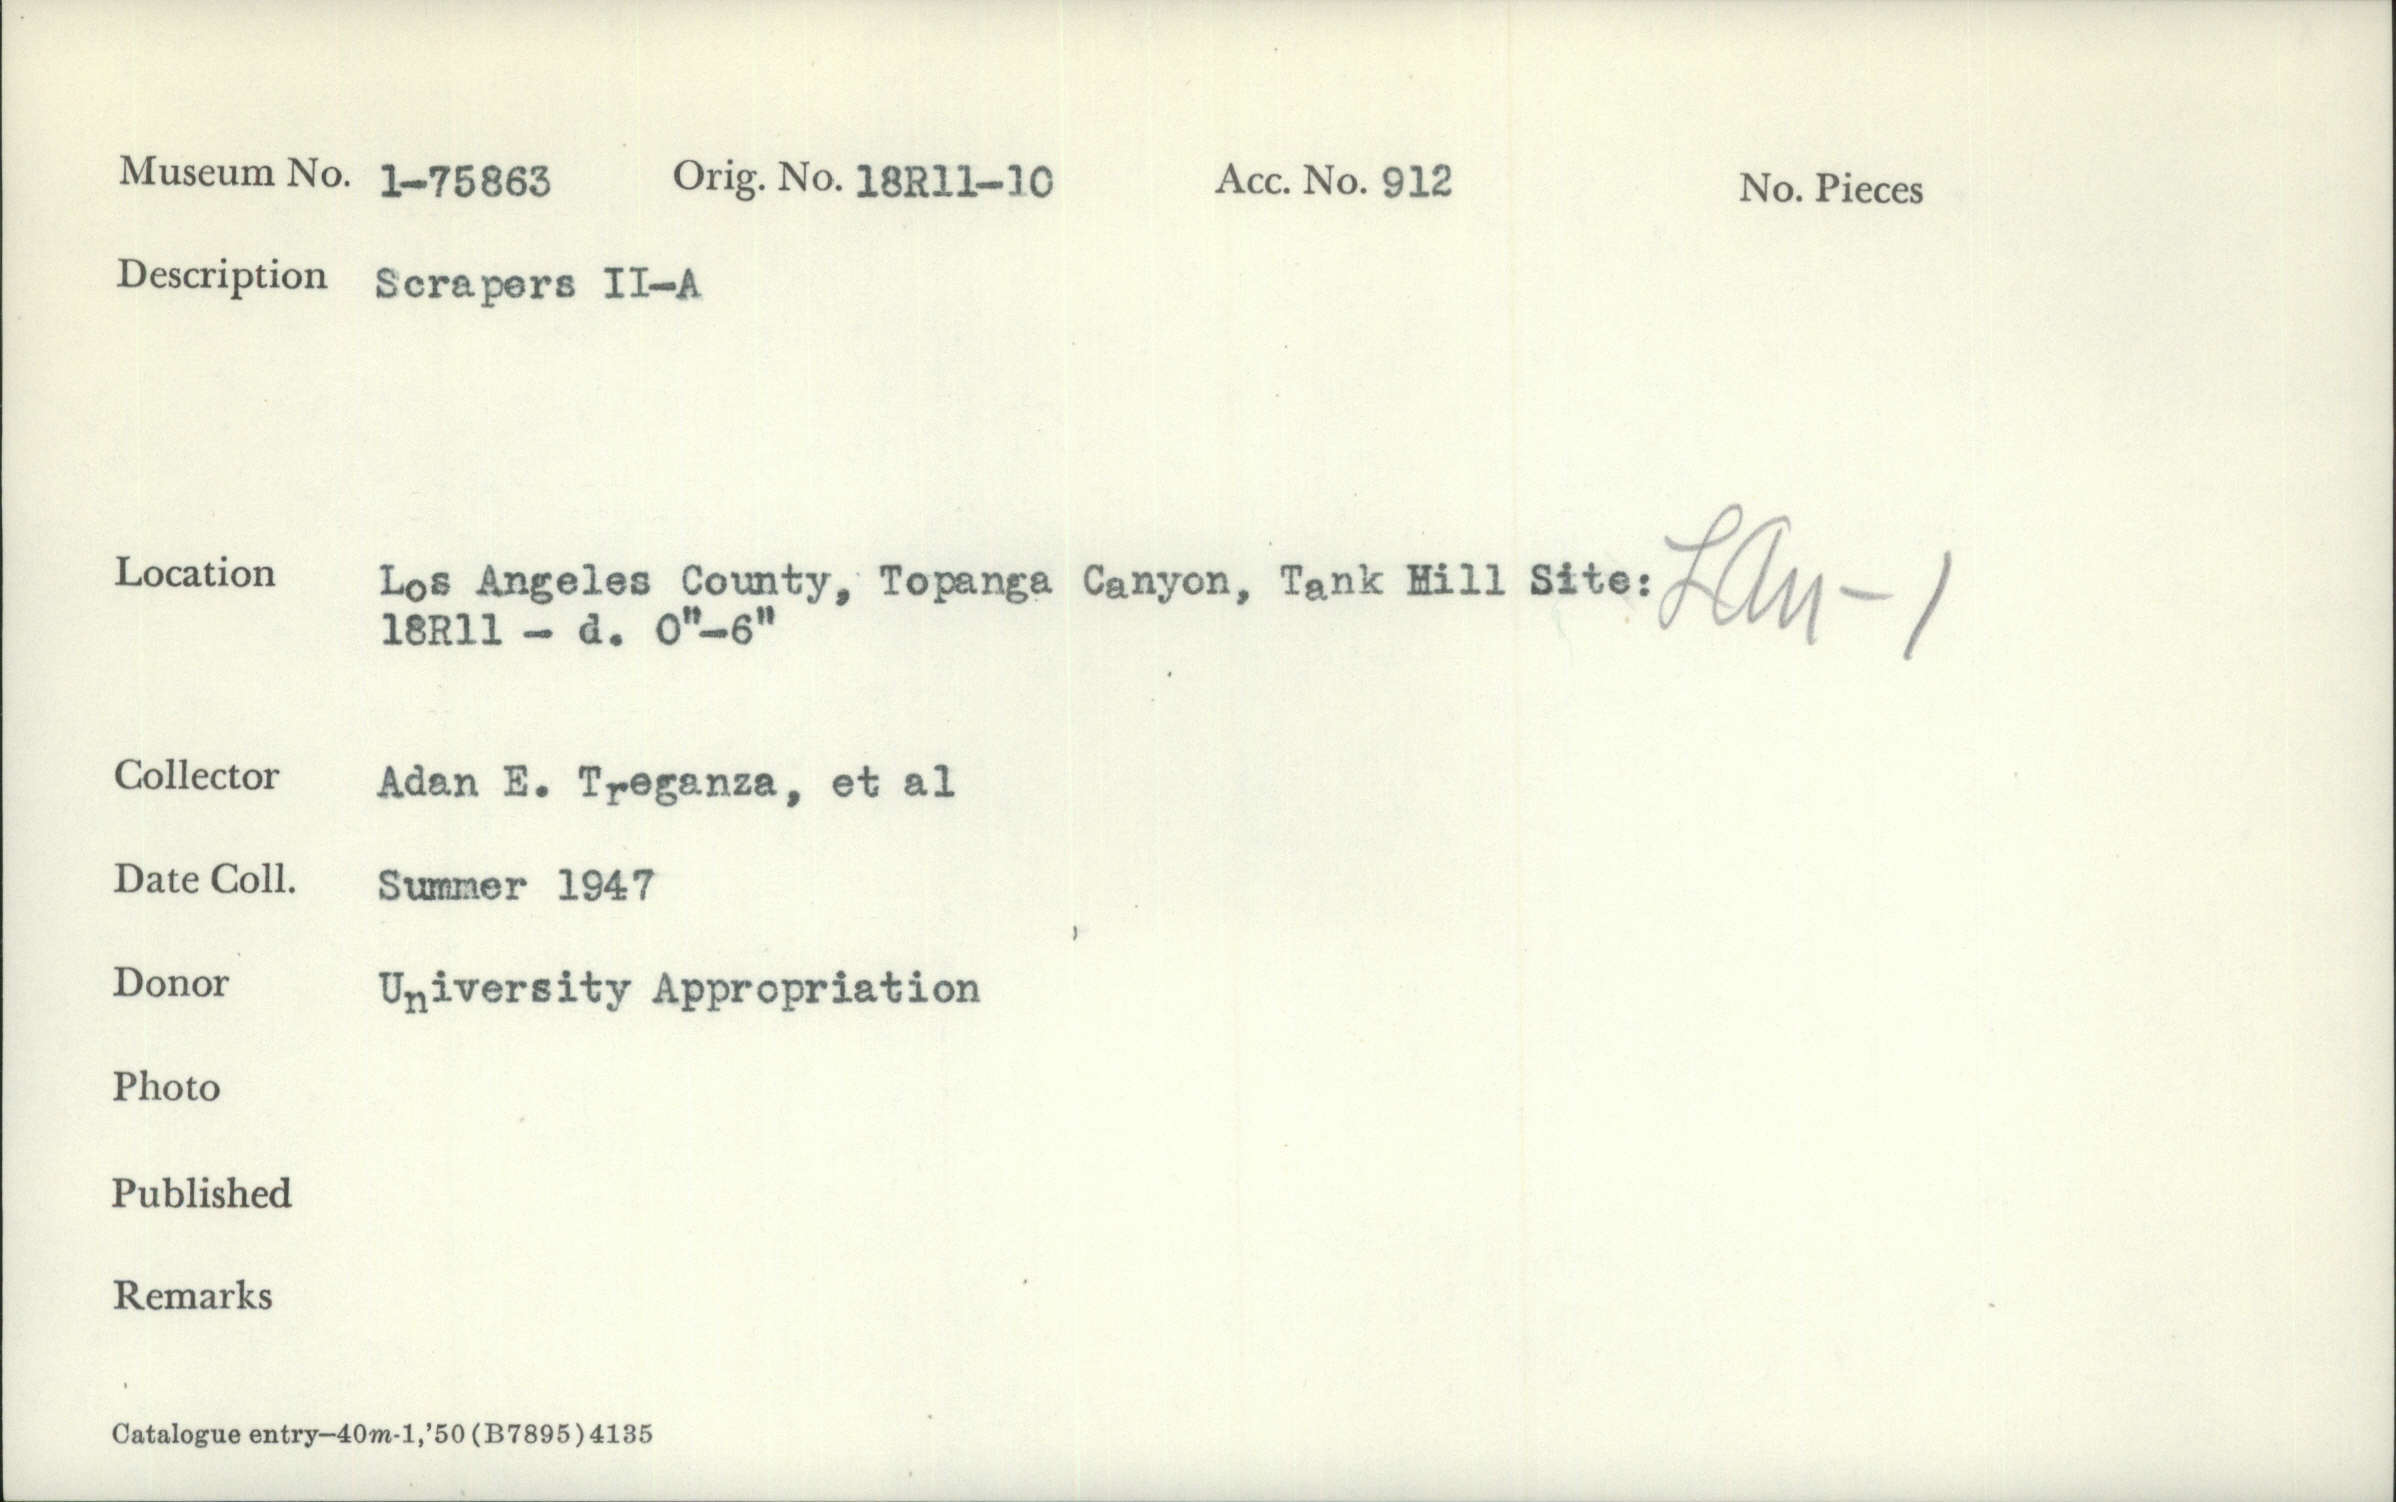 Museum No. 1-75863 Orig. No. 18R11-10 Acc. No. 912 No. Pieces
Description Scrapers II-A
Location Los Angeles County, Topanga Canyon, Tank Hill Site: LAn-1
18R11 - d. 0"-6"
Collector Adan E. Treganza, et al
Date Coll. Summer 1947
Donor University Appropriation
Photo
Published
Remarks
Catalogue entry—40m-1,'50(B7895)4135